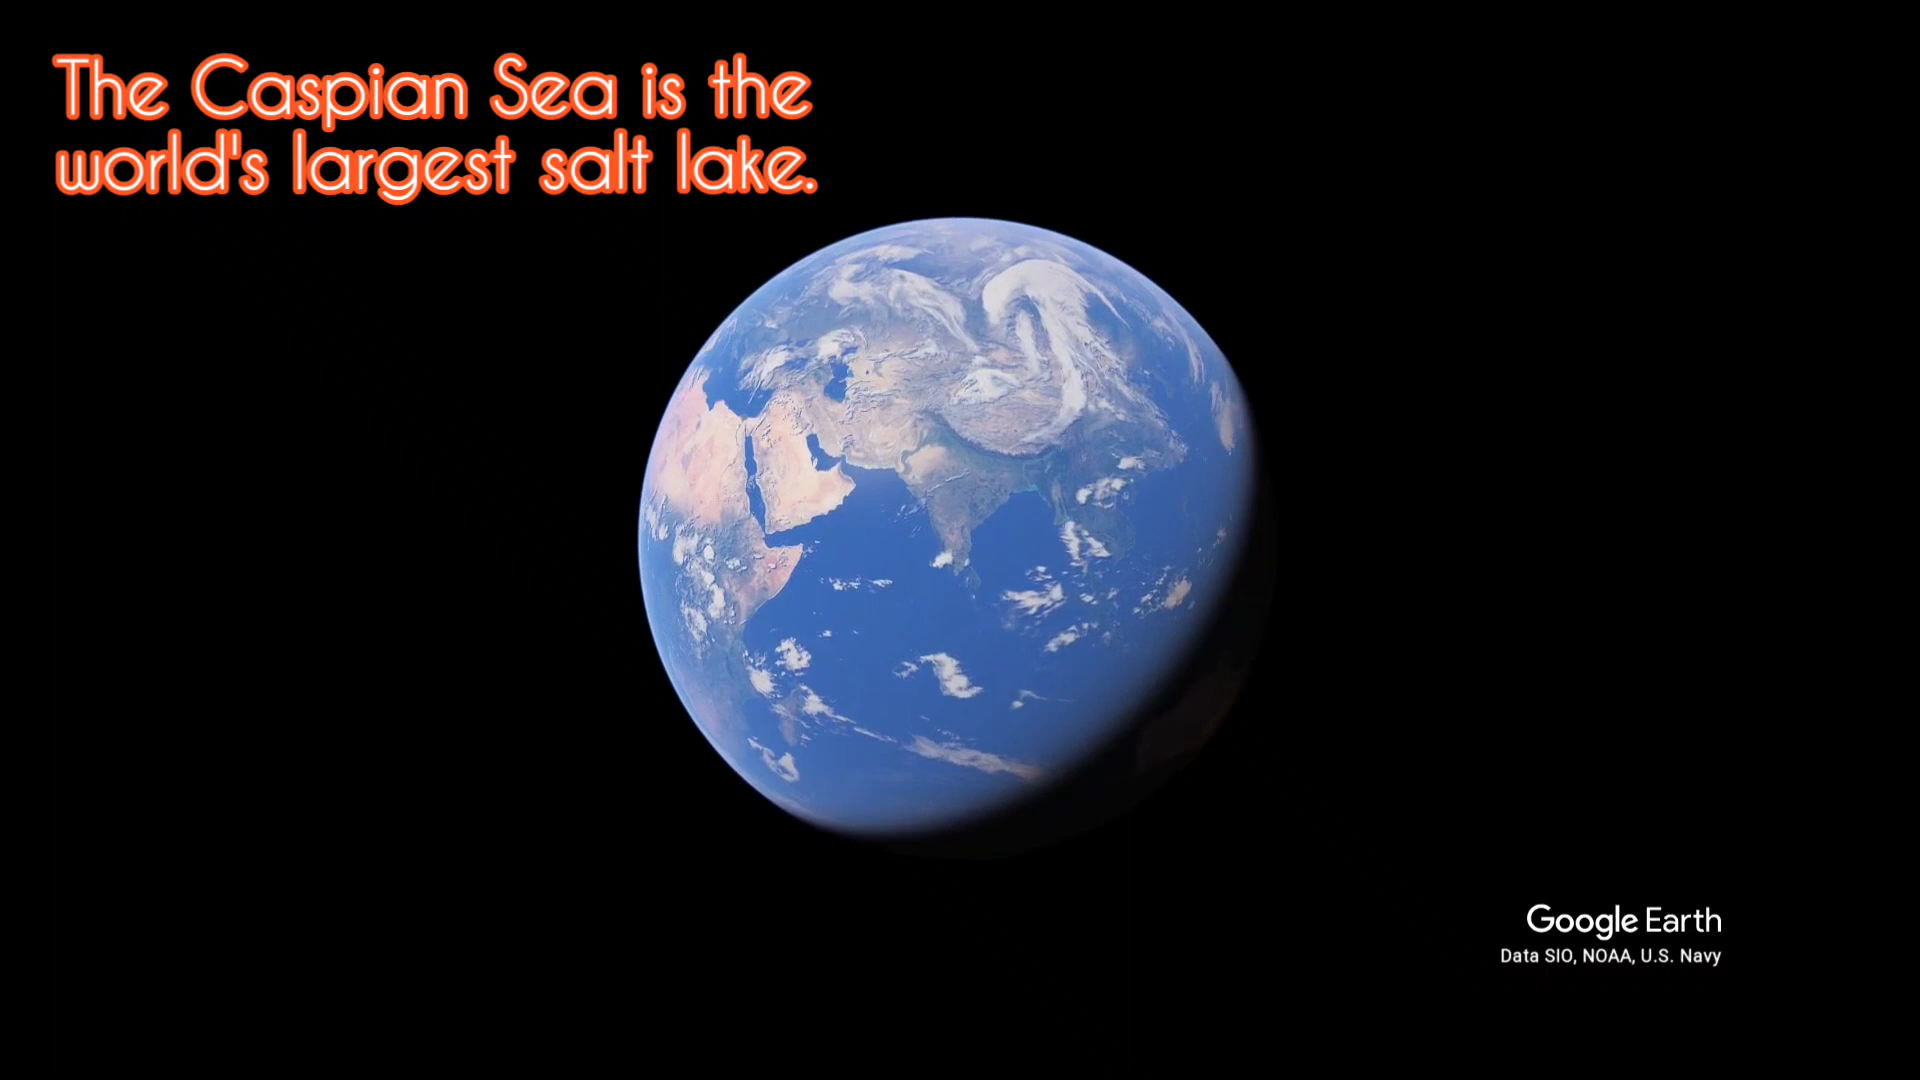 The Caspian Sea is the
world's largest salt lake.
Google Earth
Data SIO, NOAA, U.S. Navy